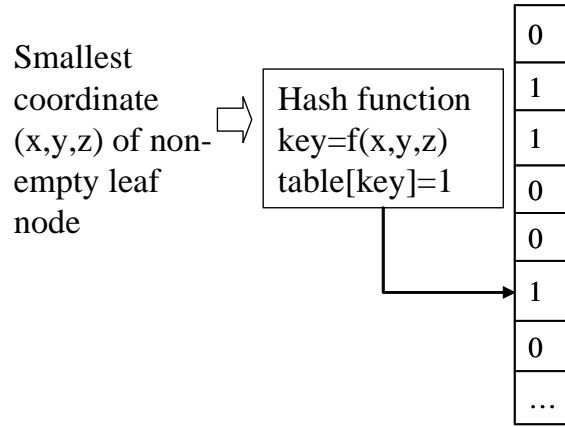 Smallest
coordinate
(x,y,z) of non-
empty leaf
node
Hash function
key=f(x,y,z)
table[key]=1
0
1
1
0
0
1
0
...